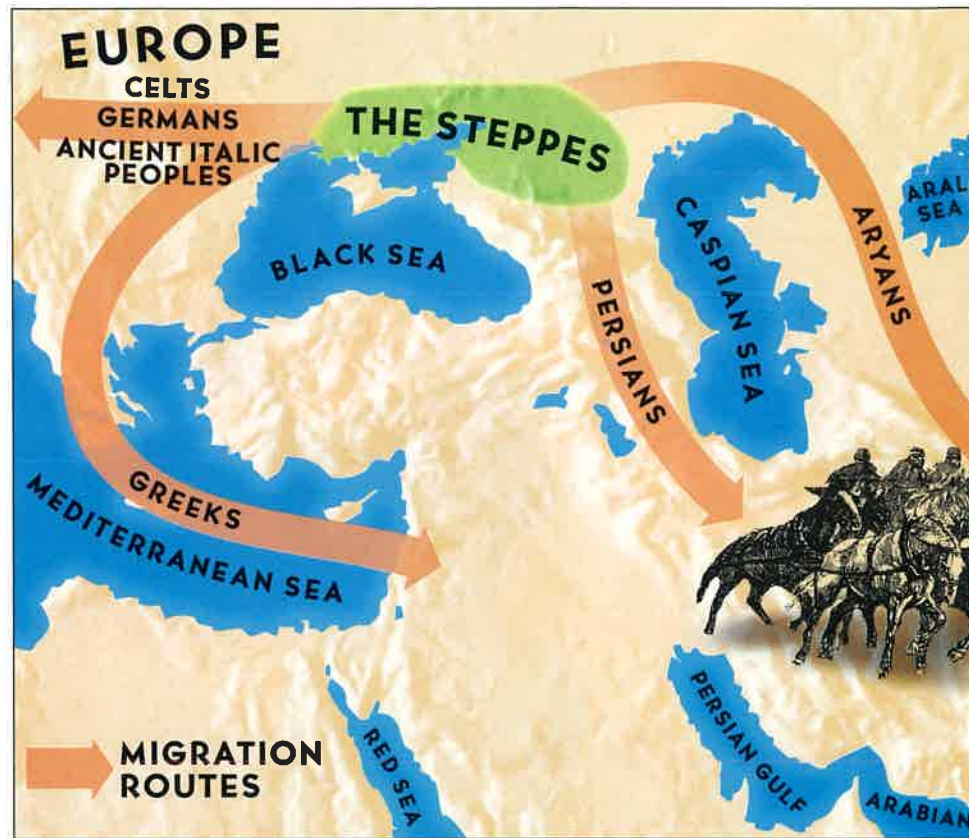 EUROPE
CELTS
GERMANS
ANCIENT ITALIC
PEOPLES
THE STEPPES
BLACK SEA
CASPIAN SEA
ARAL
SEA
ARYANS
PERSIANS
GREEKS
MEDITERRANEAN SEA
MIGRATION
ROUTES
RED SEA
PERSIAN GULF
ARABIAN